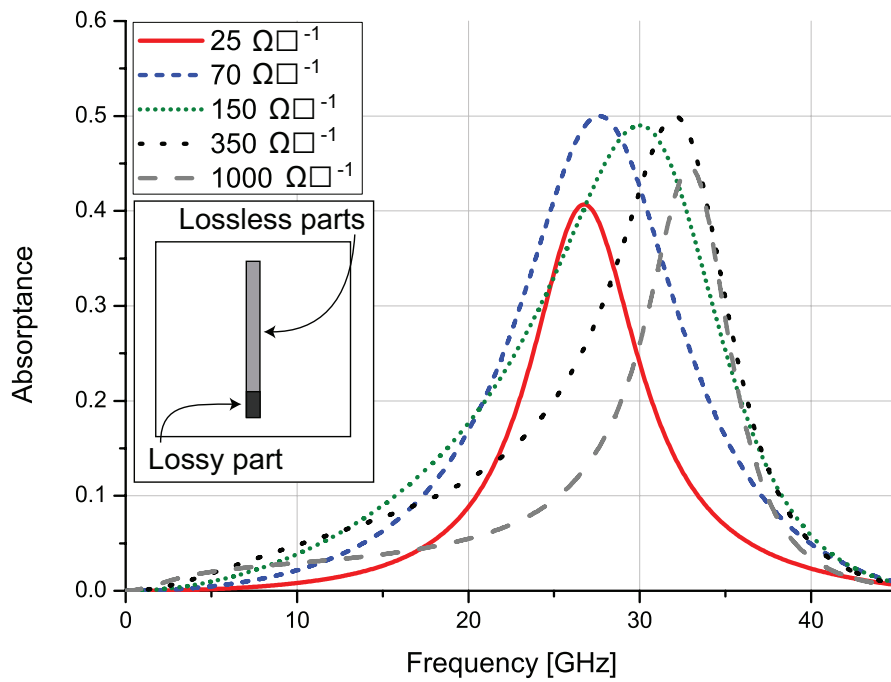 0.6
0.5
0.4
0.3
0.2
0.1
0.0
Absorptance
25 Ω□⁻¹
70 Ω□⁻¹
150 Ω□⁻¹
350 Ω□⁻¹
1000 Ω□⁻¹
Lossless parts
Lossy part
0 10 20 30 40
Frequency [GHz]